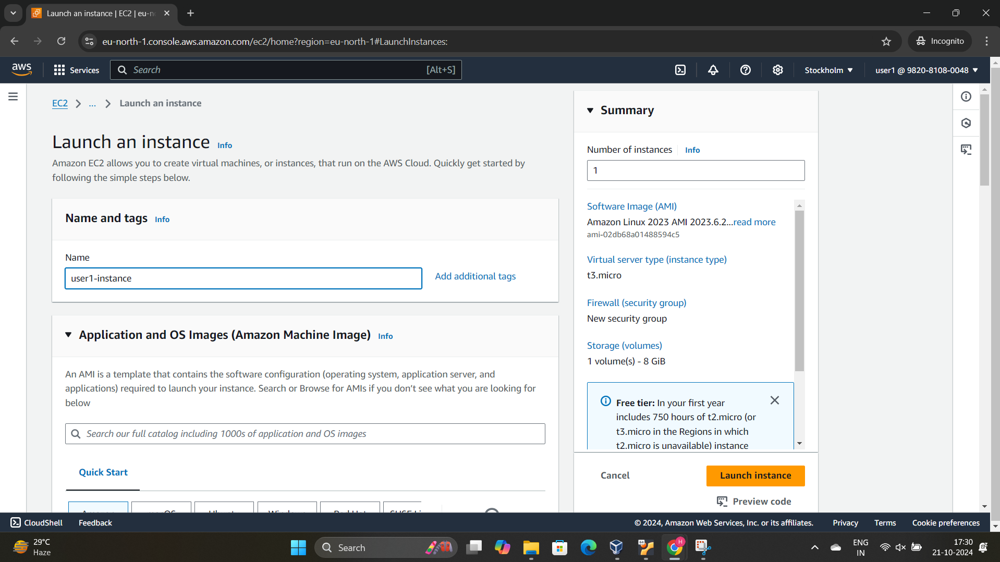 Launch an instance | EC2 | eu-n
eu-north-1.console.aws.amazon.com/ec2/home?region=eu-north-1#LaunchInstances:
Incognito
aws
Services
Search
[Alt+S]
Stockholm
user1 @ 9820-8108-0048
EC2
...
Launch an instance
Launch an instance Info
Amazon EC2 allows you to create virtual machines, or instances, that run on the AWS Cloud. Quickly get started by
following the simple steps below.
Name and tags Info
Name
user1-instance
Add additional tags
Application and OS Images (Amazon Machine Image) Info
An AMI is a template that contains the software configuration (operating system, application server, and
applications) required to launch your instance. Search or Browse for AMIs if you don't see what you are looking for
below
Search our full catalog including 1000s of application and OS images
Quick Start
Summary
Number of instances Info
1
Software Image (AMI)
Amazon Linux 2023 AMI 2023.6.2...read more
ami-02db68a01488594c5
Virtual server type (instance type)
t3.micro
Firewall (security group)
New security group
Storage (volumes)
1 volume(s) - 8 GiB
Free tier: In your first year
includes 750 hours of t2.micro (or
t3.micro in the Regions in which
t2.micro is unavailable) instance
Cancel
Launch instance
Preview code
CloudShell
Feedback
© 2024, Amazon Web Services, Inc. or its affiliates.
Privacy
Terms
Cookie preferences
29°C
Haze
Search
ENG
IN
17:30
21-10-2024